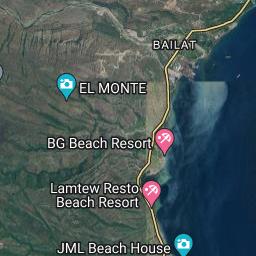 BAILAT
EL MONTE
BG Beach Resort
Lamtew Resto
Beach Resort
JML Beach House